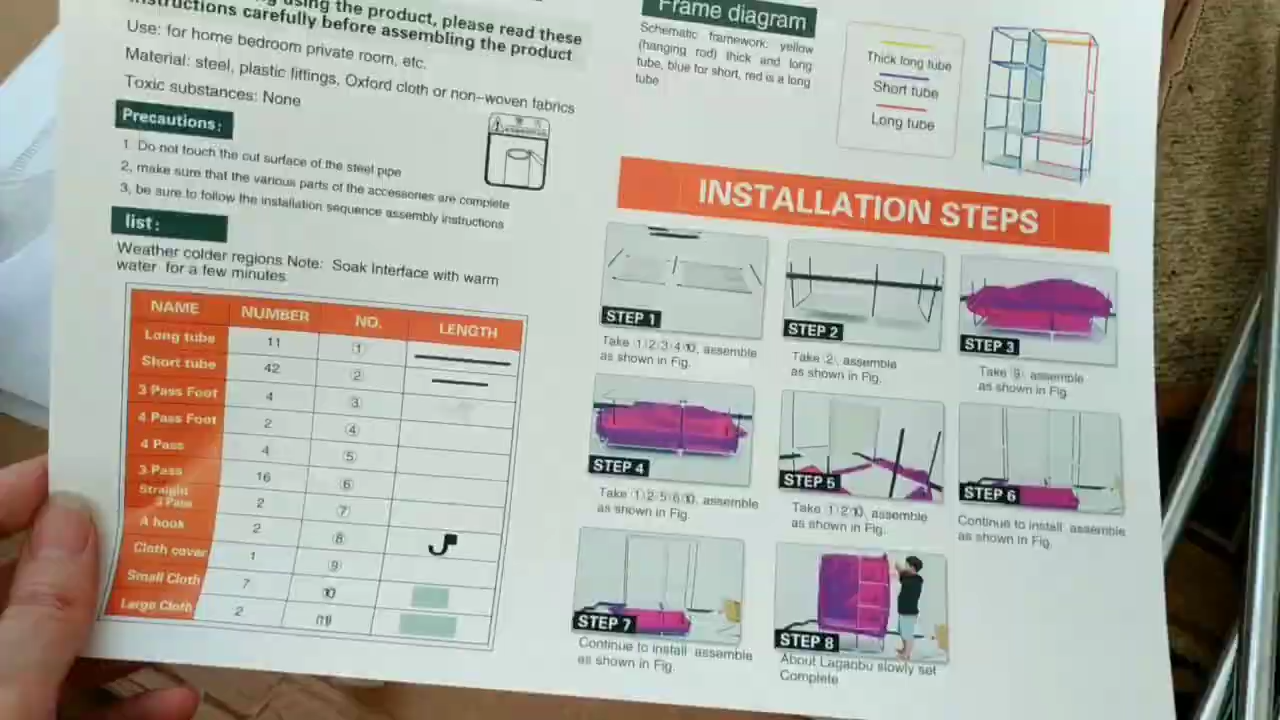 using the product, please read these
instructions carefully before assembling the product
Use: for home bedroom private room, etc.
Material: steel, plastic fittings, Oxford cloth or non-woven fabrics
Toxic substances: None
Precautions:
1. Do not touch the cut surface of the steel pipe
2, make sure that the various parts of the accessories are complete
3, be sure to follow the installation sequence assembly instructions
list:
Weather colder regions Note: Soak Interface with warm
water for a few minutes
NAME NUMBER NO. LENGTH
Long tube 11 ①
Short tube 42 ②
3 Pass Foot 4 ③
4 Pass Foot 2 ④
4 Pass 4 ⑤
3 Pass 16 ⑥
Straight
3 Pass 2 ⑦
A hook 2 ⑧
Cloth cover 1 ⑨
Small Cloth 7 ⑩
Large Cloth 2 (11)
Frame diagram
Schematic framework: yellow
(hanging rod) thick and long
tube, blue for short, red is a long
tube
Thick long tube
Short tube
Long tube
INSTALLATION STEPS
STEP 1
Take ①②③④⑩, assemble
as shown in Fig.
STEP 2
Take ②, assemble
as shown in Fig.
STEP 3
Take ⑨, assemble
as shown in Fig.
STEP 4
Take ①②⑤⑥⑩, assemble
as shown in Fig.
STEP 5
Take ①②⑩, assemble
as shown in Fig.
STEP 6
Continue to install assemble
as shown in Fig.
STEP 7
Continue to install assemble
as shown in Fig.
STEP 8
About Laganbu slowly set
Complete